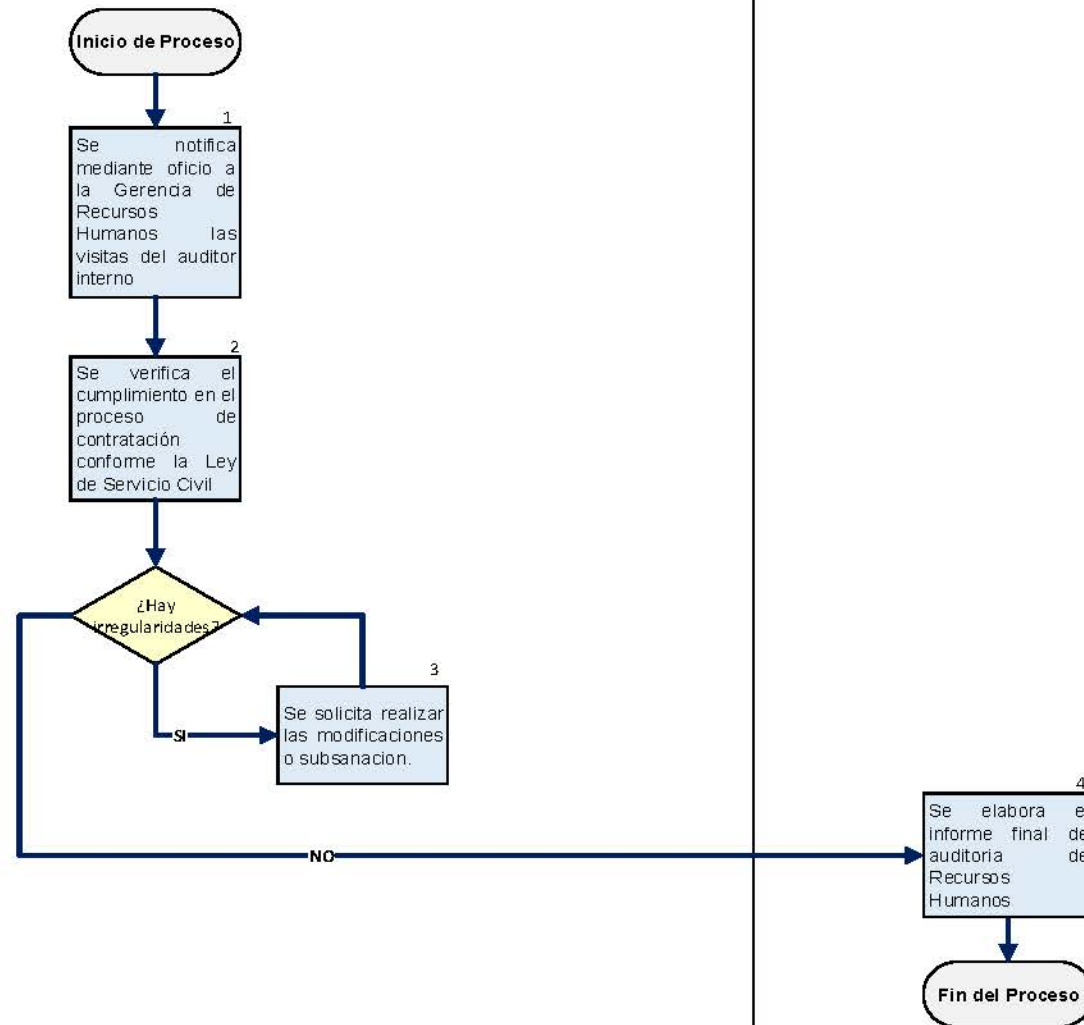 Inicio de Proceso
1
Se notifica
mediante oficio a
la Gerencia de
Recursos
Humanos las
visitas del auditor
interno
2
Se verifica el
cumplimiento en el
proceso de
contratación
conforme la Ley
de Servicio Civil
¿Hay
irregularidades?
3
Se solicita realizar
las modificaciones
o subsanacion.
SI
NO
4
Se elabora e
informe final de
auditoria de
Recursos
Humanos
Fin del Proceso